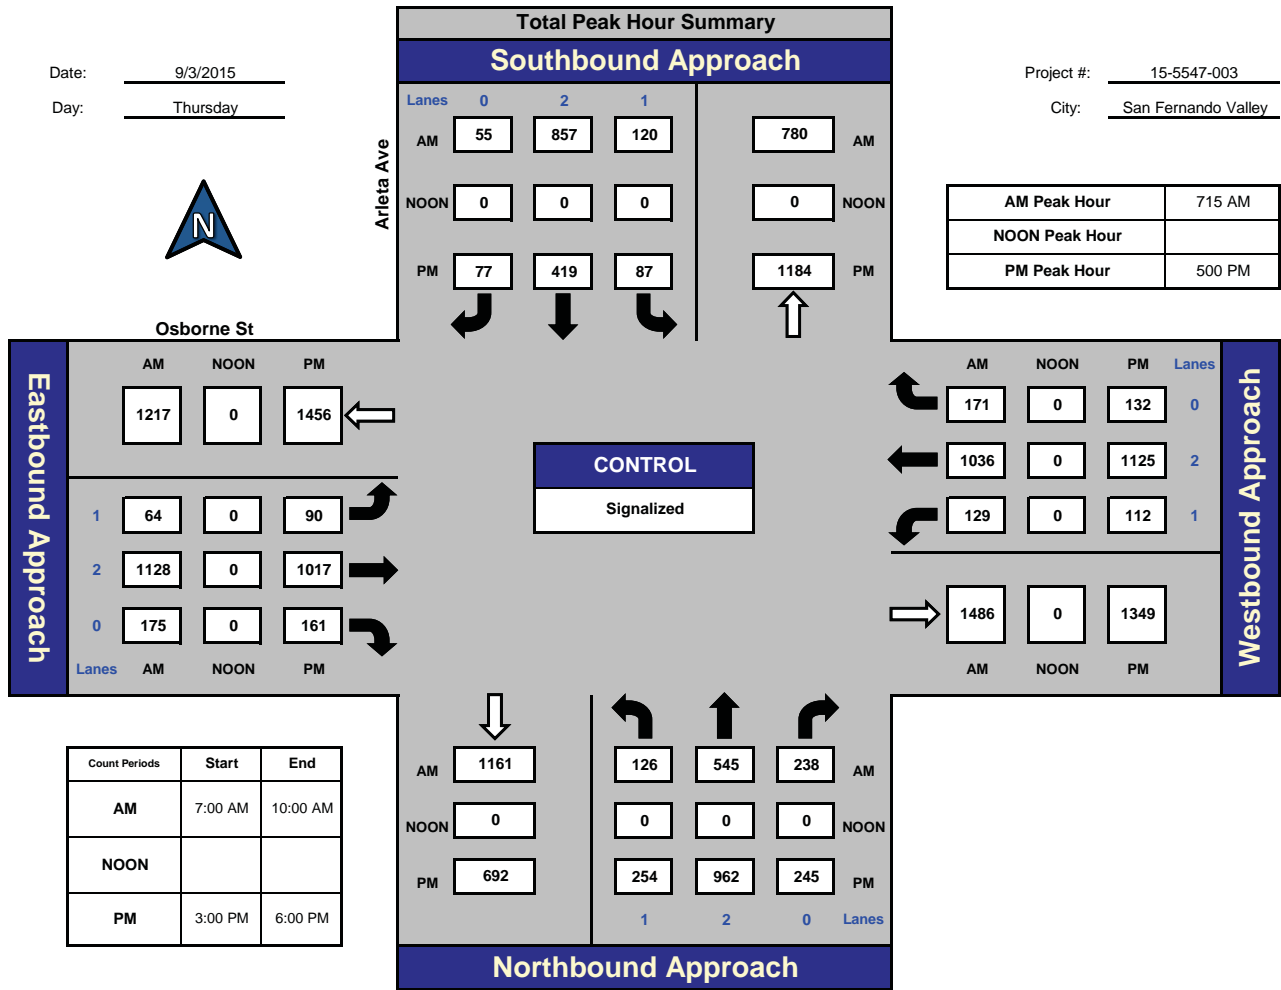 Total Peak Hour Summary
Southbound Approach
Date: 9/3/2015
Day: Thursday
Project #: 15-5547-003
City: San Fernando Valley
N
Arleta Ave
Lanes 0 2 1
AM 55 857 120 780 AM
NOON 0 0 0 0 NOON
PM 77 419 87 1184 PM
AM Peak Hour 715 AM
NOON Peak Hour
PM Peak Hour 500 PM
Osborne St
Eastbound Approach
AM NOON PM
1217 0 1456
1 64 0 90
2 1128 0 1017
0 175 0 161
Lanes AM NOON PM
CONTROL
Signalized
AM NOON PM Lanes
171 0 132 0
1036 0 1125 2
129 0 112 1
1486 0 1349
AM NOON PM
Westbound Approach
Count Periods Start End
AM 7:00 AM 10:00 AM
NOON
PM 3:00 PM 6:00 PM
AM 1161 126 545 238 AM
NOON 0 0 0 0 NOON
PM 692 254 962 245 PM
1 2 0 Lanes
Northbound Approach